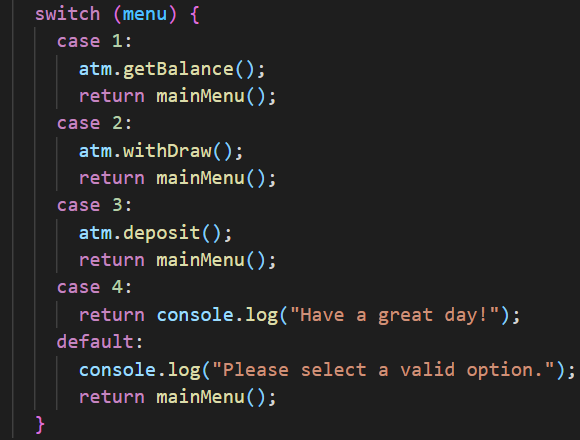 switch (menu) {
case 1:
atm.getBalance();
return mainMenu();
case 2:
atm.withDraw();
return mainMenu();
case 3:
atm.deposit();
return mainMenu();
case 4:
return console.log("Have a great day!");
default:
console.log("Please select a valid option.");
return mainMenu();
}